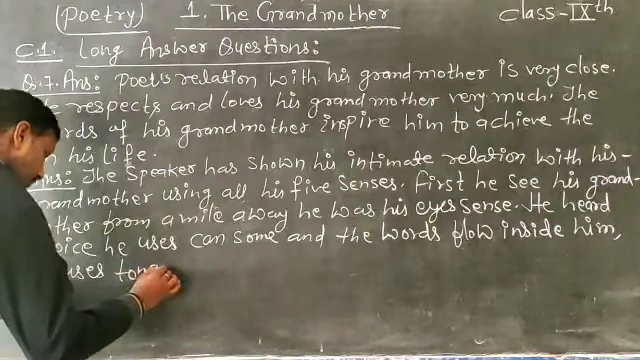 (Poetry) 1. The Grandmother Class-IXth
C.1. Long Answer Questions:
Q.7. Ans: Poet's relation with his grandmother is very close.
respects and loves his grandmother very much. The
of his grandmother inspire him to achieve the
his life.
Ans: The Speaker has shown his intimate relation with his-
using all his five senses. First he see his grand-
from a mile away he was his eyes sense. He heard
he uses can some and the words flow inside him,